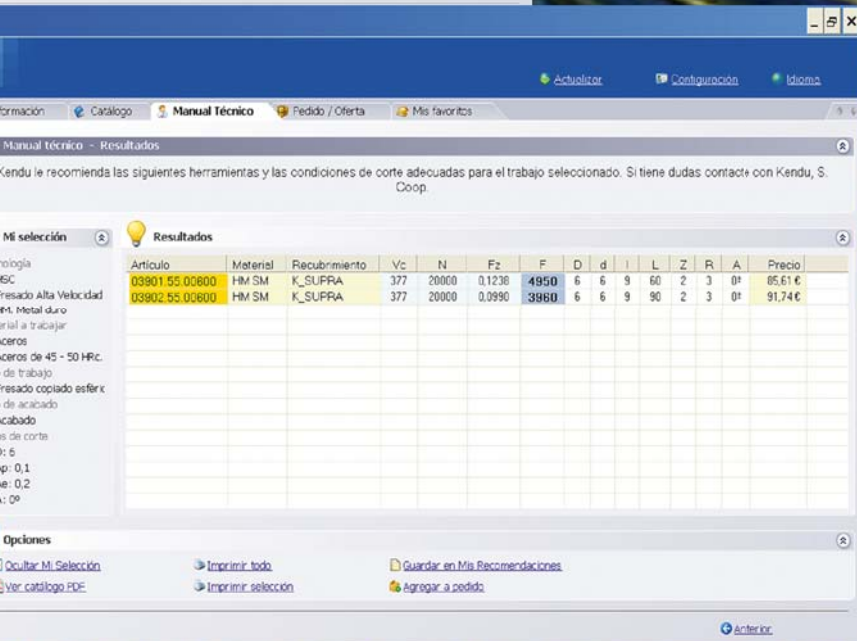 Actualizar Configuración Idioma
formación Catálogo Manual Técnico Pedido / Oferta Mis favoritos
Manual técnico - Resultados
Kendu le recomienda las siguientes herramientas y las condiciones de corte adecuadas para el trabajo seleccionado. Si tiene dudas contacte con Kendu, S.
Coop.
Mi selección
nología
HSC
Fresado Alta Velocidad
HM. Metal duro
erial a trabajar
Aceros
Aceros de 45 - 50 HRc.
de trabajo
Fresado copiado esféric
de acabado
Acabado
os de corte
D: 6
Ap: 0,1
Ae: 0,2
A: 0º
Resultados
Artículo Material Recubrimiento Vc N Fz F D d l L Z R A Precio
03901.55.00600 HM SM K_SUPRA 377 20000 0,1238 4950 6 6 9 60 2 3 0º 85,61 €
03902.55.00600 HM SM K_SUPRA 377 20000 0,0990 3960 6 6 9 90 2 3 0º 91,74 €
Opciones
Ocultar Mi Selección Imprimir todo Guardar en Mis Recomendaciones
Ver catálogo PDF Imprimir selección Agregar a pedido
Anterior